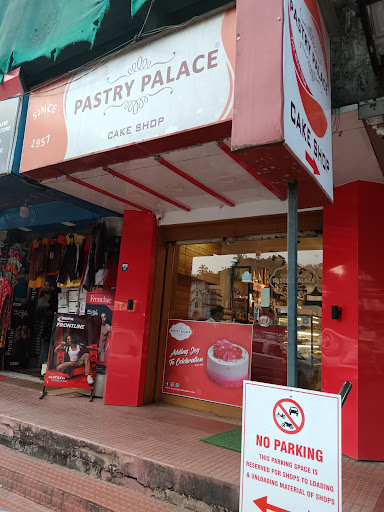 SINCE
1957
PASTRY PALACE
CAKE SHOP
PASTRY PALACE
CAKE SHOP
Frenchie
FRONTLINE
Adding Joy
To Celebration
NO PARKING
THIS PARKING SPACE IS
RESERVED FOR SHOPS TO LOADING
& UNLOADING MATERIAL OF SHOPS